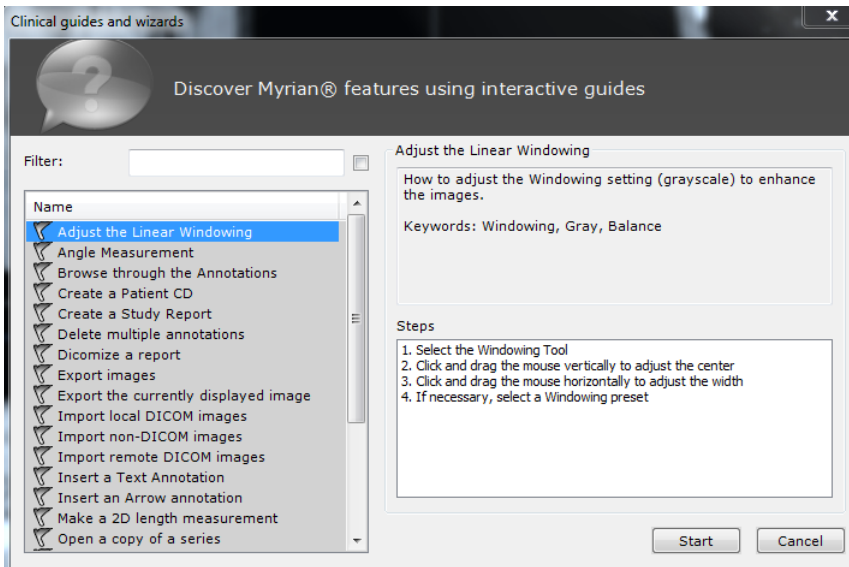 Clinical guides and wizards
x
?
Discover Myrian® features using interactive guides
Filter:
Name
Adjust the Linear Windowing
Angle Measurement
Browse through the Annotations
Create a Patient CD
Create a Study Report
Delete multiple annotations
Dicomize a report
Export images
Export the currently displayed image
Import local DICOM images
Import non-DICOM images
Import remote DICOM images
Insert a Text Annotation
Insert an Arrow annotation
Make a 2D length measurement
Open a copy of a series
Adjust the Linear Windowing
How to adjust the Windowing setting (grayscale) to enhance
the images.
Keywords: Windowing, Gray, Balance
Steps
1. Select the Windowing Tool
2. Click and drag the mouse vertically to adjust the center
3. Click and drag the mouse horizontally to adjust the width
4. If necessary, select a Windowing preset
Start
Cancel